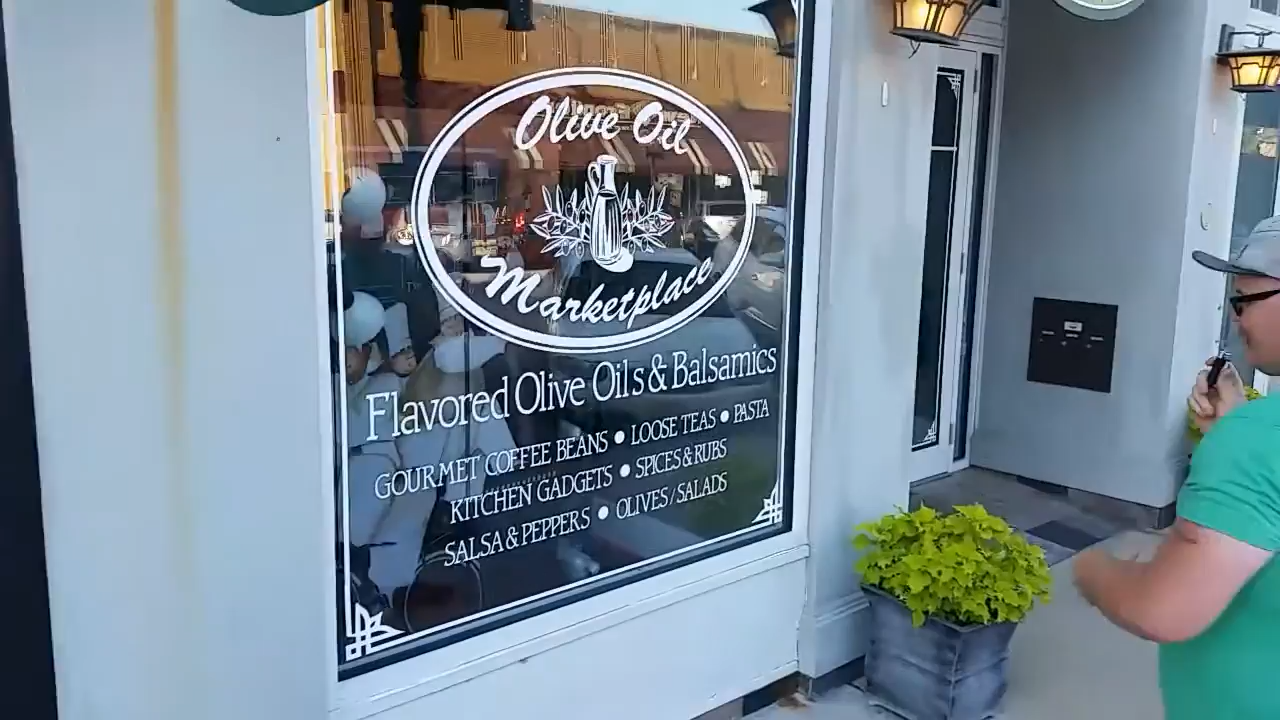 Olive Oil
Marketplace
Flavored Olive Oils & Balsamics
GOURMET COFFEE BEANS • LOOSE TEAS • PASTA
KITCHEN GADGETS • SPICES & RUBS
SALSA & PEPPERS • OLIVES / SALADS